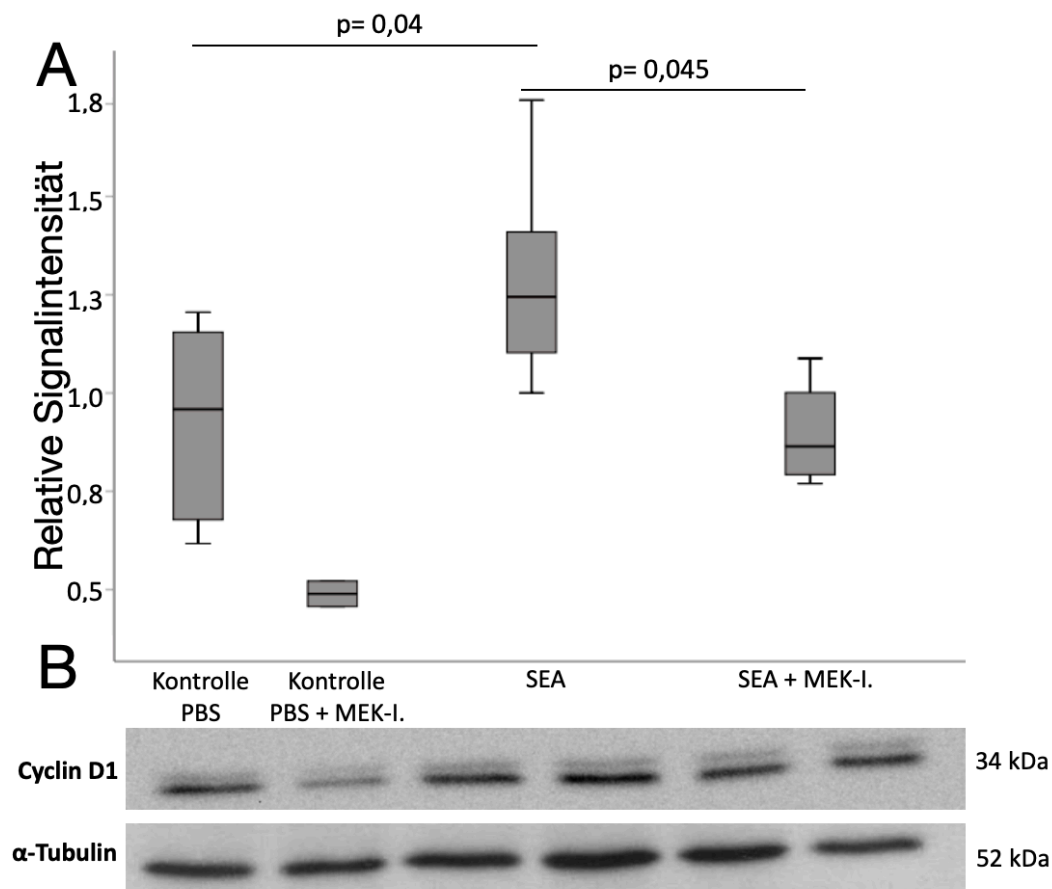 p= 0,04
A
p= 0,045
1,8
1,5
1,3
1,0
0,8
0,5
Relative Signalintensität
B
Kontrolle
PBS
Kontrolle
PBS + MEK-I.
SEA
SEA + MEK-I.
Cyclin D1
34 kDa
α-Tubulin
52 kDa